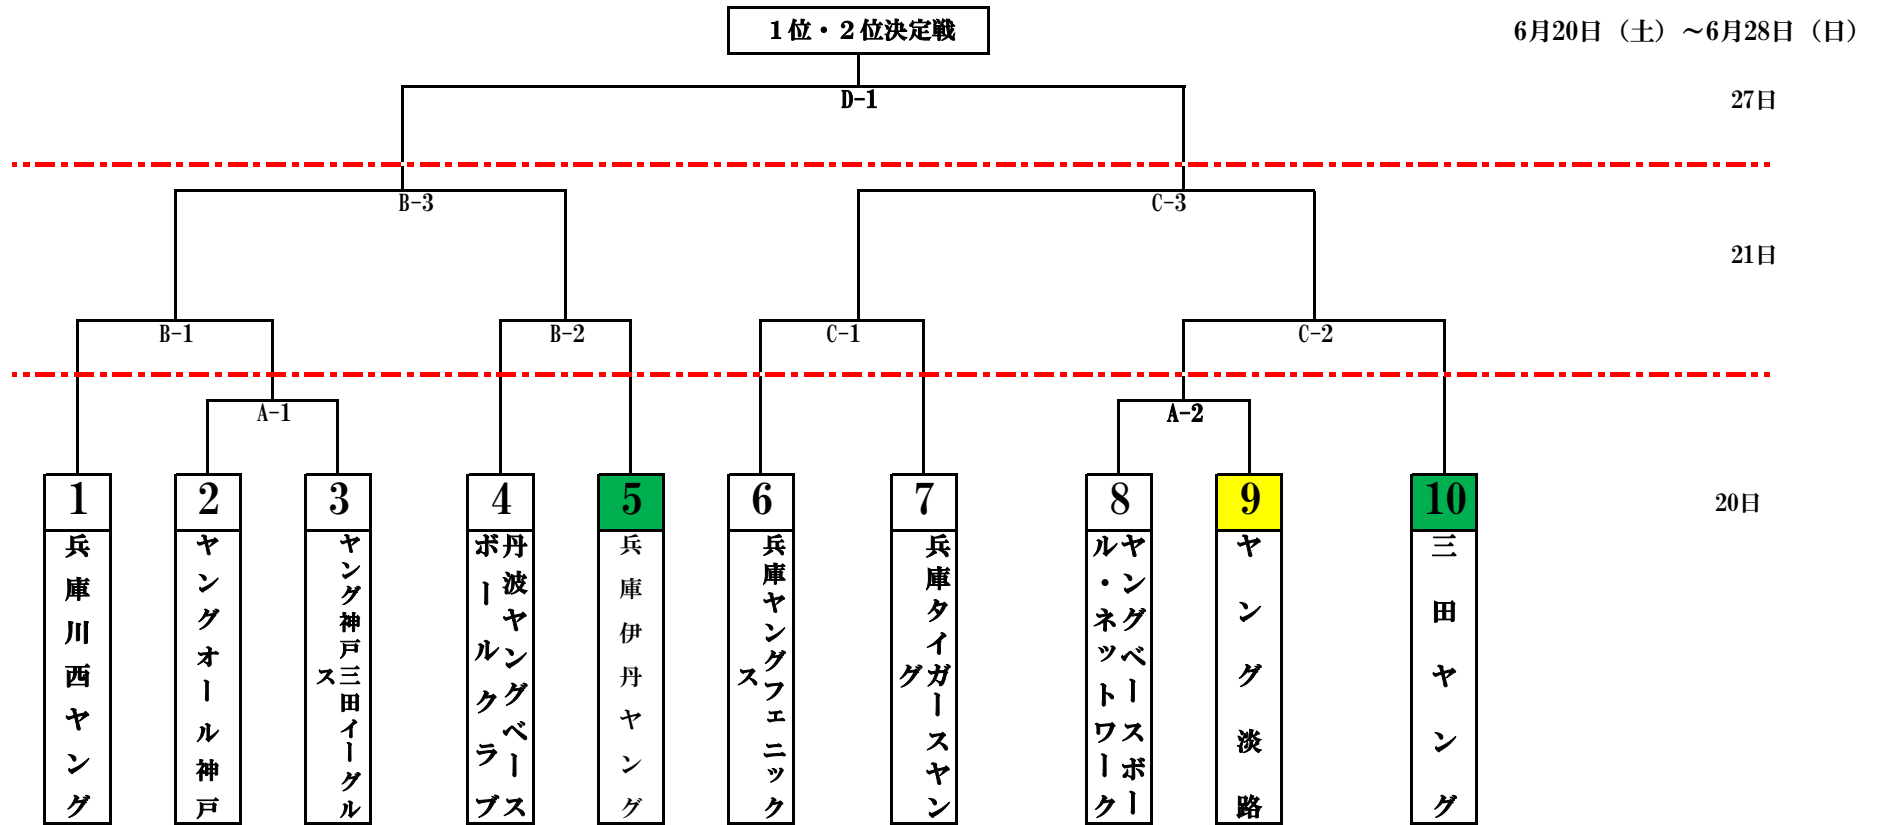 １位・２位決定戦
6月20日（土）～6月28日（日）
D-1
27日
B-3
C-3
21日
B-1
B-2
C-1
C-2
A-1
A-2
1
2
3
4
5
6
7
8
9
10
20日
兵庫川西ヤング
ヤングオール神戸
ヤング神戸三田イーグル
ス
丹波ヤングベース
ボールクラブ
兵庫伊丹ヤング
兵庫ヤングフェニック
ス
兵庫タイガースヤン
グ
ヤングベースボー
ル・ネットワーク
ヤング淡路
三田ヤング